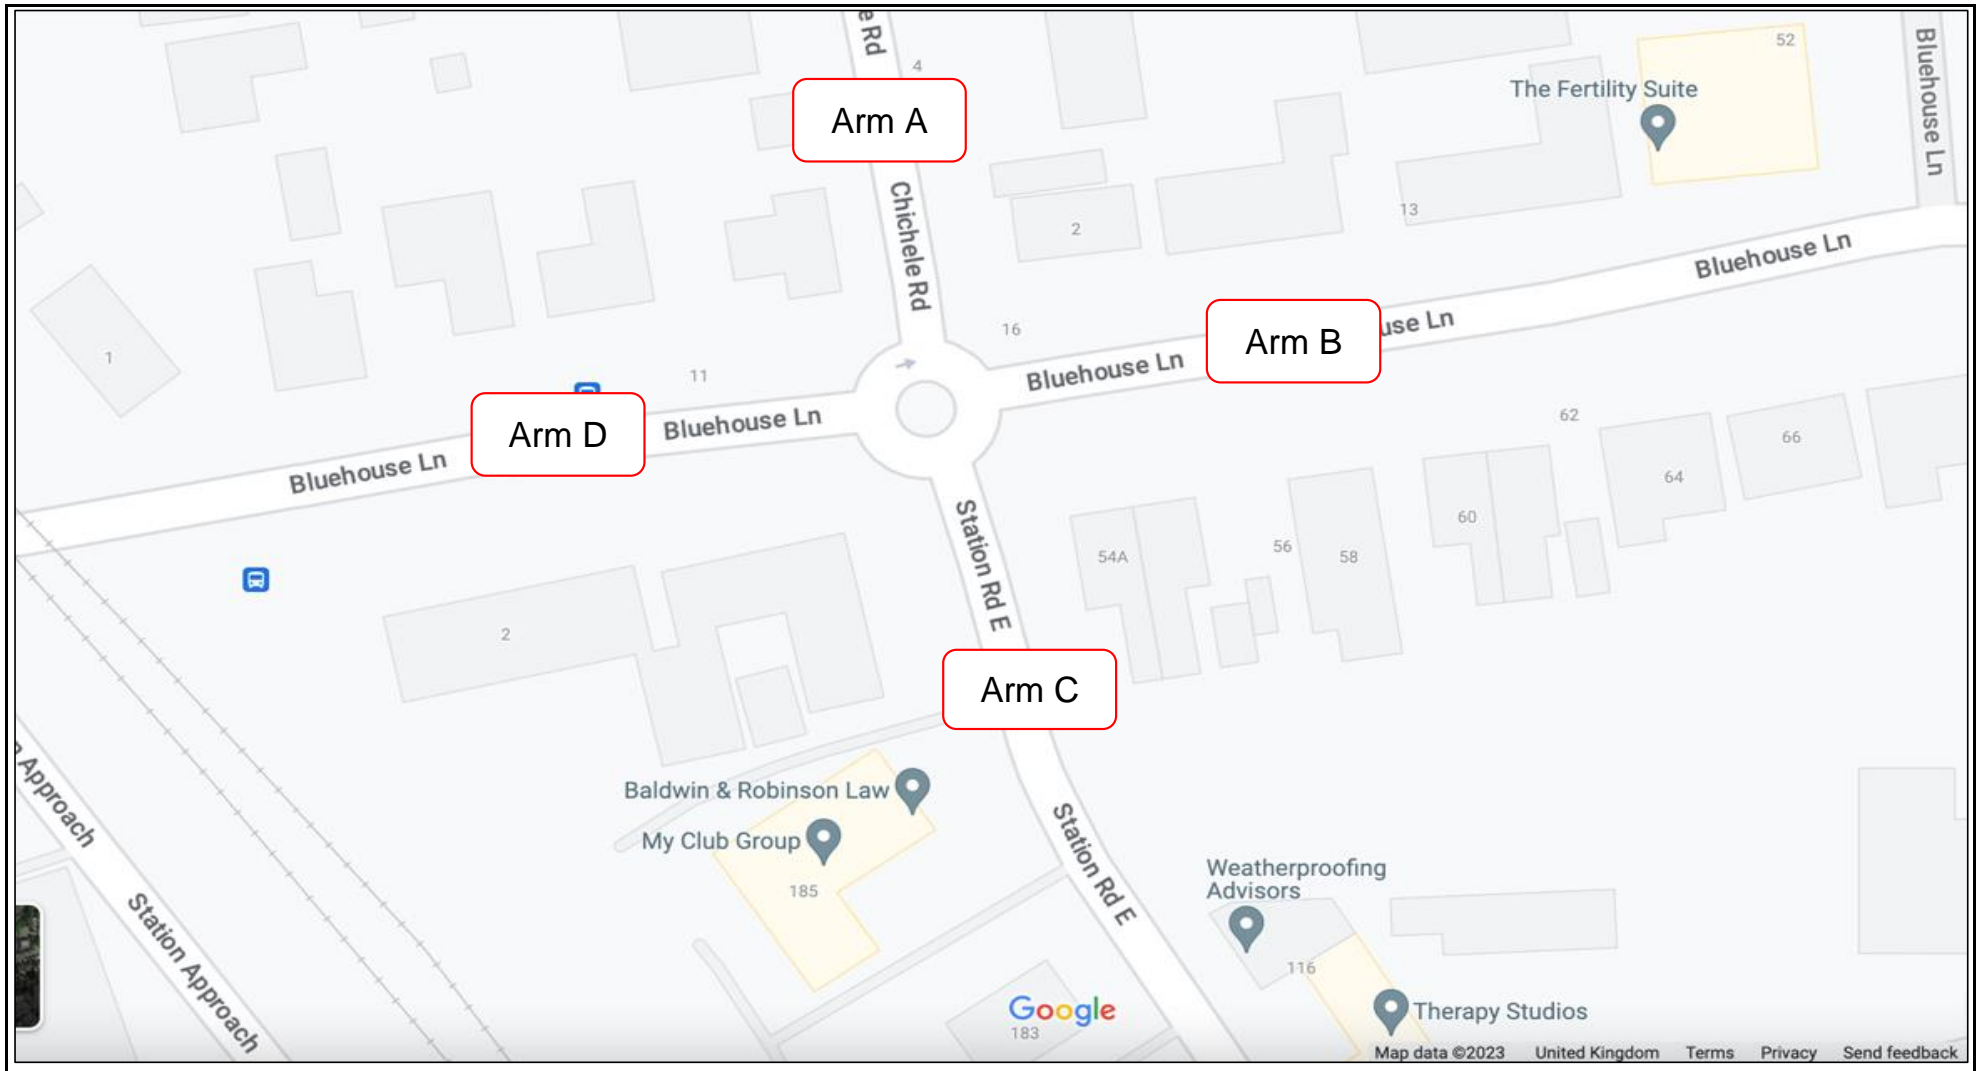 e Rd
4
52
Bluehouse Ln
The Fertility Suite
Arm A
Chichele Rd
2
13
Bluehouse Ln
16
Arm B
use Ln
1
11
Bluehouse Ln
Bluehouse Ln
Arm D
Bluehouse Ln
62
66
64
60
Station Rd E
54A
56
58
2
Arm C
Approach
Baldwin & Robinson Law
My Club Group
185
Station Rd E
Weatherproofing
Advisors
116
Station Approach
Google
183
Therapy Studios
Map data ©2023 United Kingdom Terms Privacy Send feedback